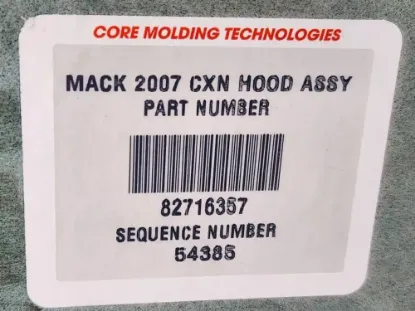 CORE MOLDING TECHNOLOGIES
MACK 2007 CXN HOOD ASSY
PART NUMBER
82716357
SEQUENCE NUMBER
54385